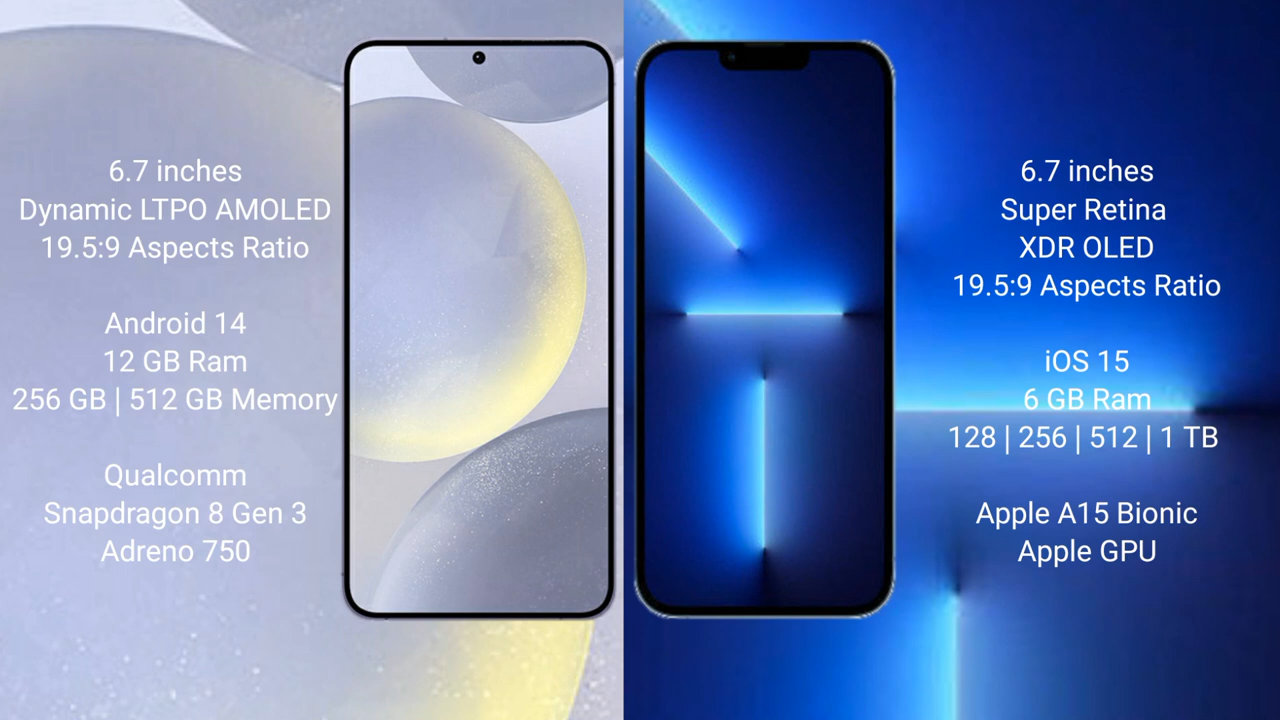 6.7 inches
Dynamic LTPO AMOLED
19.5:9 Aspects Ratio
Android 14
12 GB Ram
256 GB | 512 GB Memory
Qualcomm
Snapdragon 8 Gen 3
Adreno 750
6.7 inches
Super Retina
XDR OLED
19.5:9 Aspects Ratio
iOS 15
6 GB Ram
128 | 256 | 512 | 1 TB
Apple A15 Bionic
Apple GPU